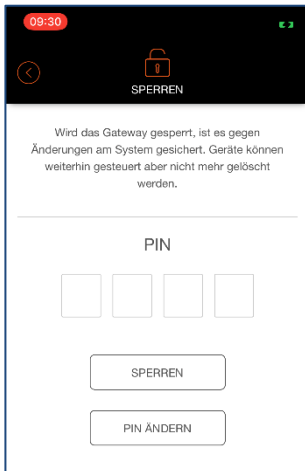 09:30
SPERREN
Wird das Gateway gesperrt, ist es gegen
Änderungen am System gesichert. Geräte können
weiterhin gesteuert aber nicht mehr gelöscht
werden.
PIN
SPERREN
PIN ÄNDERN